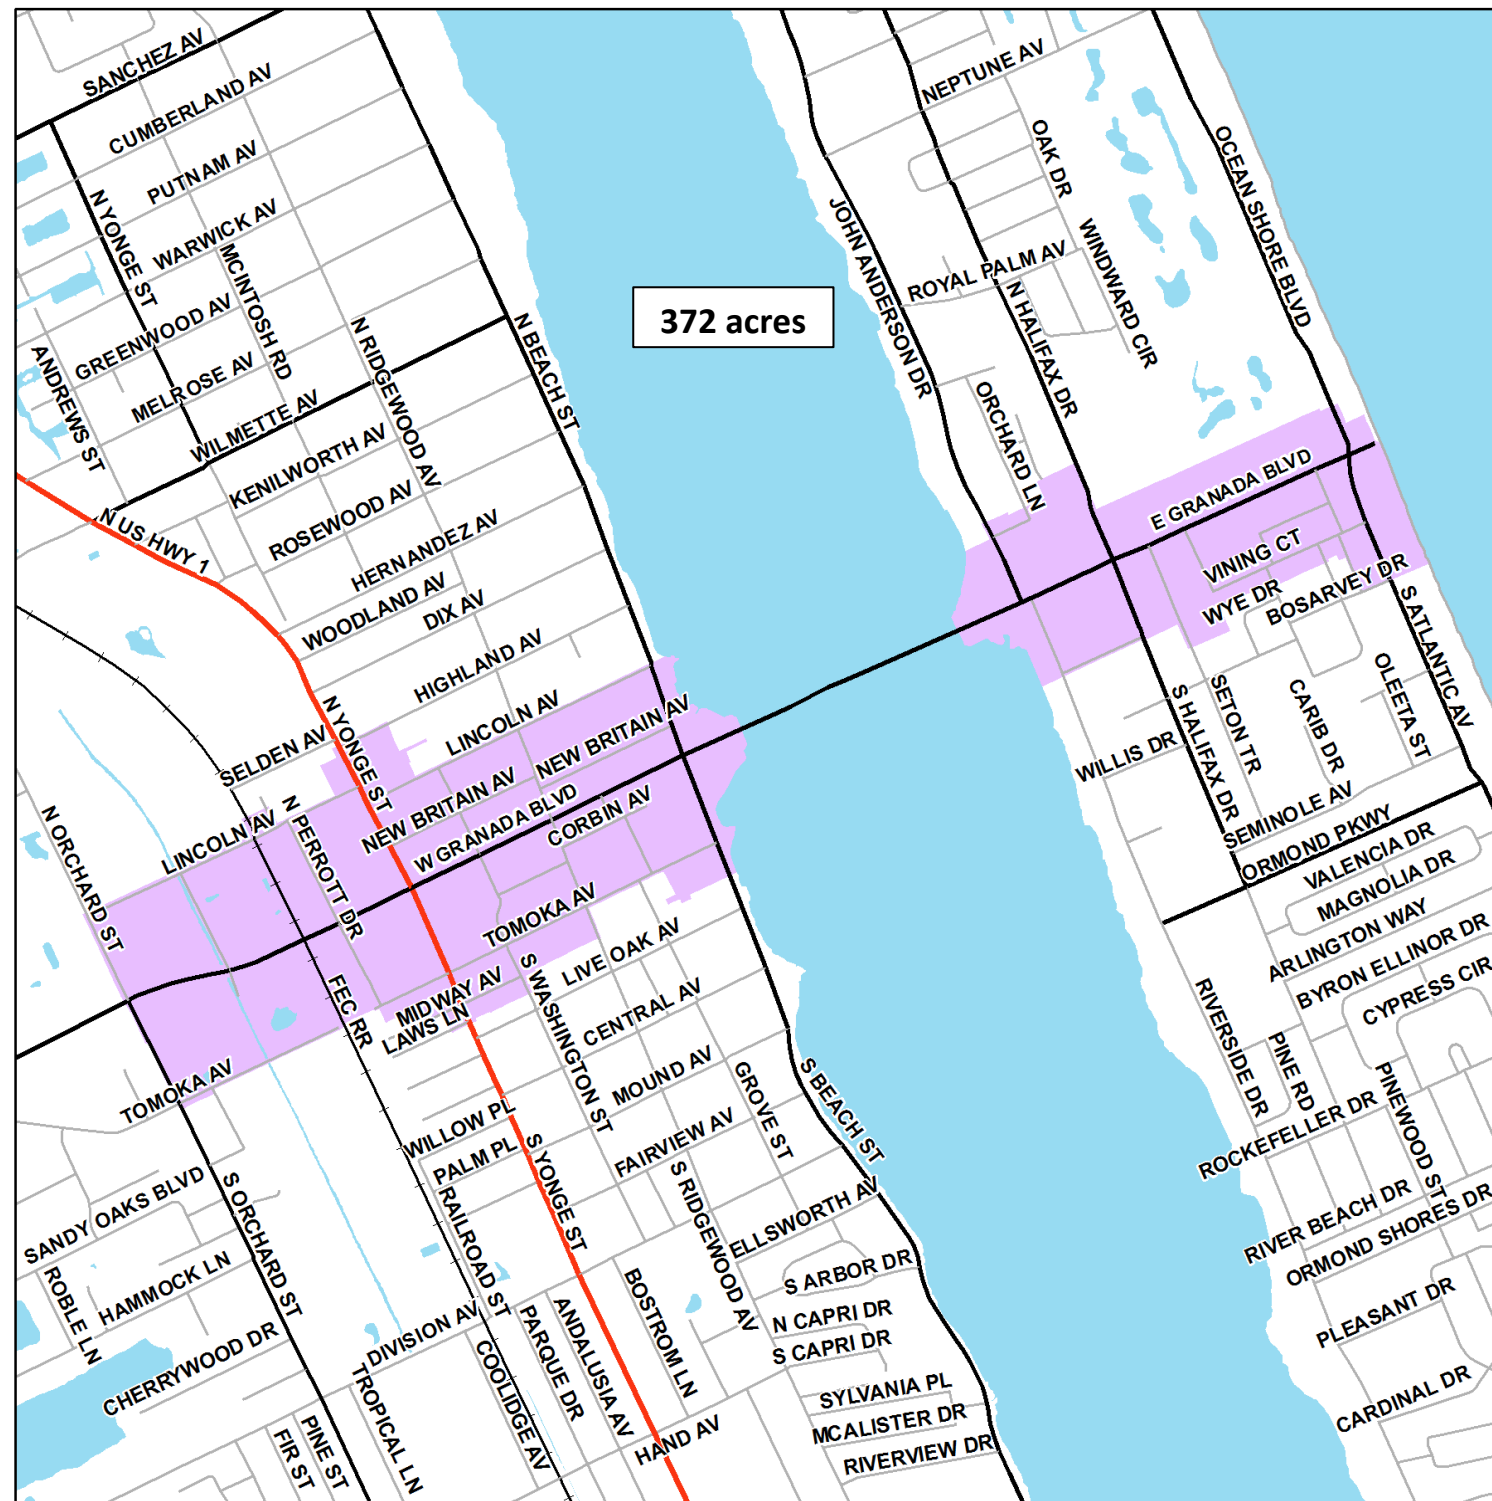 SANCHEZ AV
CUMBERLAND AV
PUTNAM AV
N YONGE ST
WARWICK AV
MCINTOSH RD
GREENWOOD AV
ANDREWS ST
MELROSE AV
N RIDGEWOOD AV
N BEACH ST
WILMETTE AV
KENILWORTH AV
ROSEWOOD AV
N US HWY 1
HERNANDEZ AV
WOODLAND AV
DIX AV
HIGHLAND AV
372 acres
NEPTUNE AV
OAK DR
OCEAN SHORE BLVD
JOHN ANDERSON DR
ROYAL PALM AV
WINDWARD CIR
N HALIFAX DR
ORCHARD LN
E GRANADA BLVD
VINING CT
WYE DR
BOSARVEY DR
S ATLANTIC AV
LINCOLN AV
NEW BRITAIN AV
N YONGE ST
SELDEN AV
N PERROTT DR
NEW BRITAIN AV
W GRANADA BLVD
CORBIN AV
N ORCHARD ST
LINCOLN AV
TOMOKA AV
LIVE OAK AV
S WASHINGTON ST
MIDWAY AV
LAWS LN
FEC RR
CENTRAL AV
TOMOKA AV
MOUND AV
GROVE ST
S BEACH ST
WILLOW PL
PALM PL
S YONGE ST
FAIRVIEW AV
S RIDGEWOOD AV
ELLSWORTH AV
SANDY OAKS BLVD
S ORCHARD ST
RAILROAD ST
ROBLE LN
HAMMOCK LN
CHERRYWOOD DR
DIVISION AV
PARQUE DR
ANDALUSIA AV
BOSTROM LN
S ARBOR DR
N CAPRI DR
S CAPRI DR
COOLIDGE AV
TROPICAL LN
PINE ST
FIR ST
HAND AV
SYLVANIA PL
MCALISTER DR
RIVERVIEW DR
WILLIS DR
S HALIFAX DR
SETON TR
CARIB DR
OLEETA ST
SEMINOLE AV
ORMOND PKWY
VALENCIA DR
MAGNOLIA DR
ARLINGTON WAY
BYRON ELLINOR DR
CYPRESS CIR
RIVERSIDE DR
PINE RD
PINEWOOD ST
ROCKEFELLER DR
RIVER BEACH DR
ORMOND SHORES DR
PLEASANT DR
CARDINAL DR